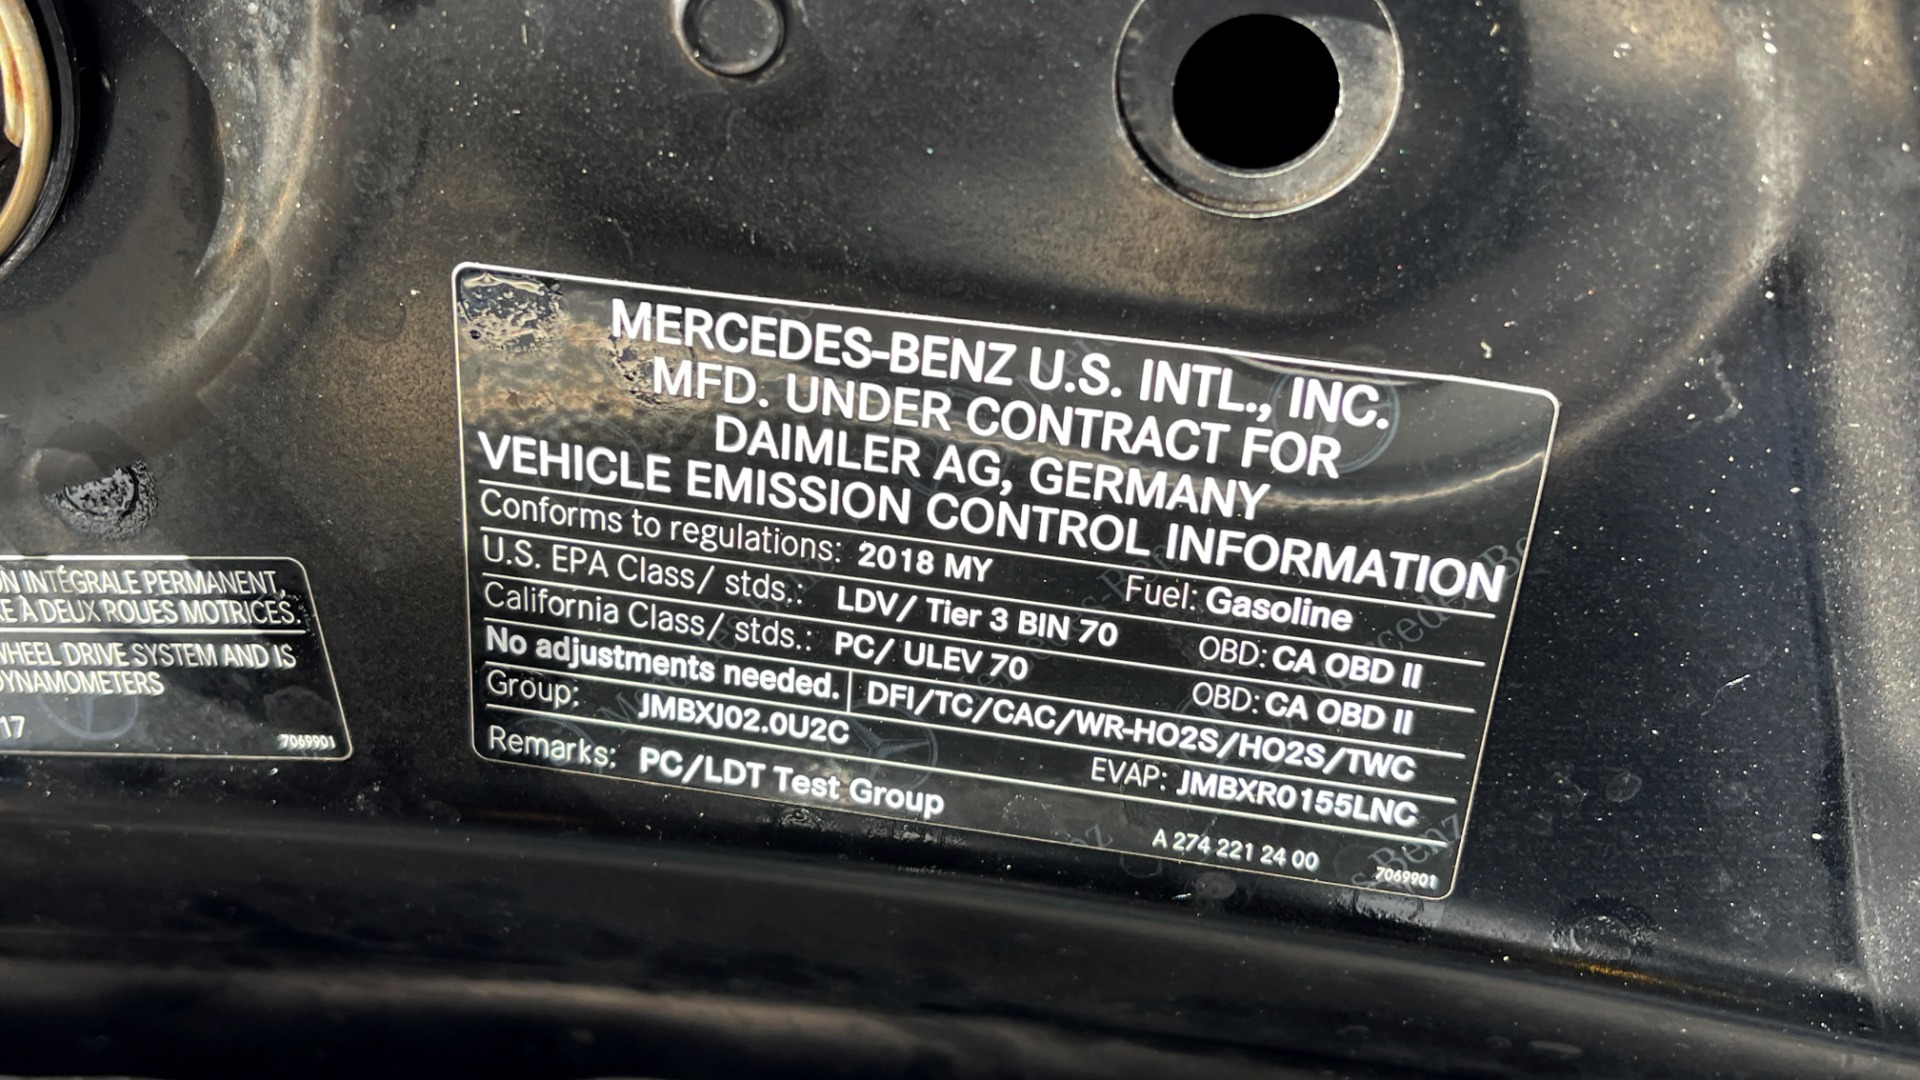 MERCEDES-BENZ U.S. INTL., INC.
MFD. UNDER CONTRACT FOR
DAIMLER AG, GERMANY
VEHICLE EMISSION CONTROL INFORMATION
Conforms to regulations: 2018 MY Fuel: Gasoline
U.S. EPA Class/ stds.: LDV/ Tier 3 BIN 70 OBD: CA OBD II
California Class/ stds.: PC/ ULEV 70 OBD: CA OBD II
No adjustments needed. DFI/TC/CAC/WR-HO2S/HO2S/TWC
Group: JMBXJ02.0U2C EVAP: JMBXR0155LNC
Remarks: PC/LDT Test Group
A 274 221 24 00
7069901
INTÉGRALE PERMANENT,
À DEUX ROUES MOTRICES.
WHEEL DRIVE SYSTEM AND IS
DYNAMOMETERS
17
7069901